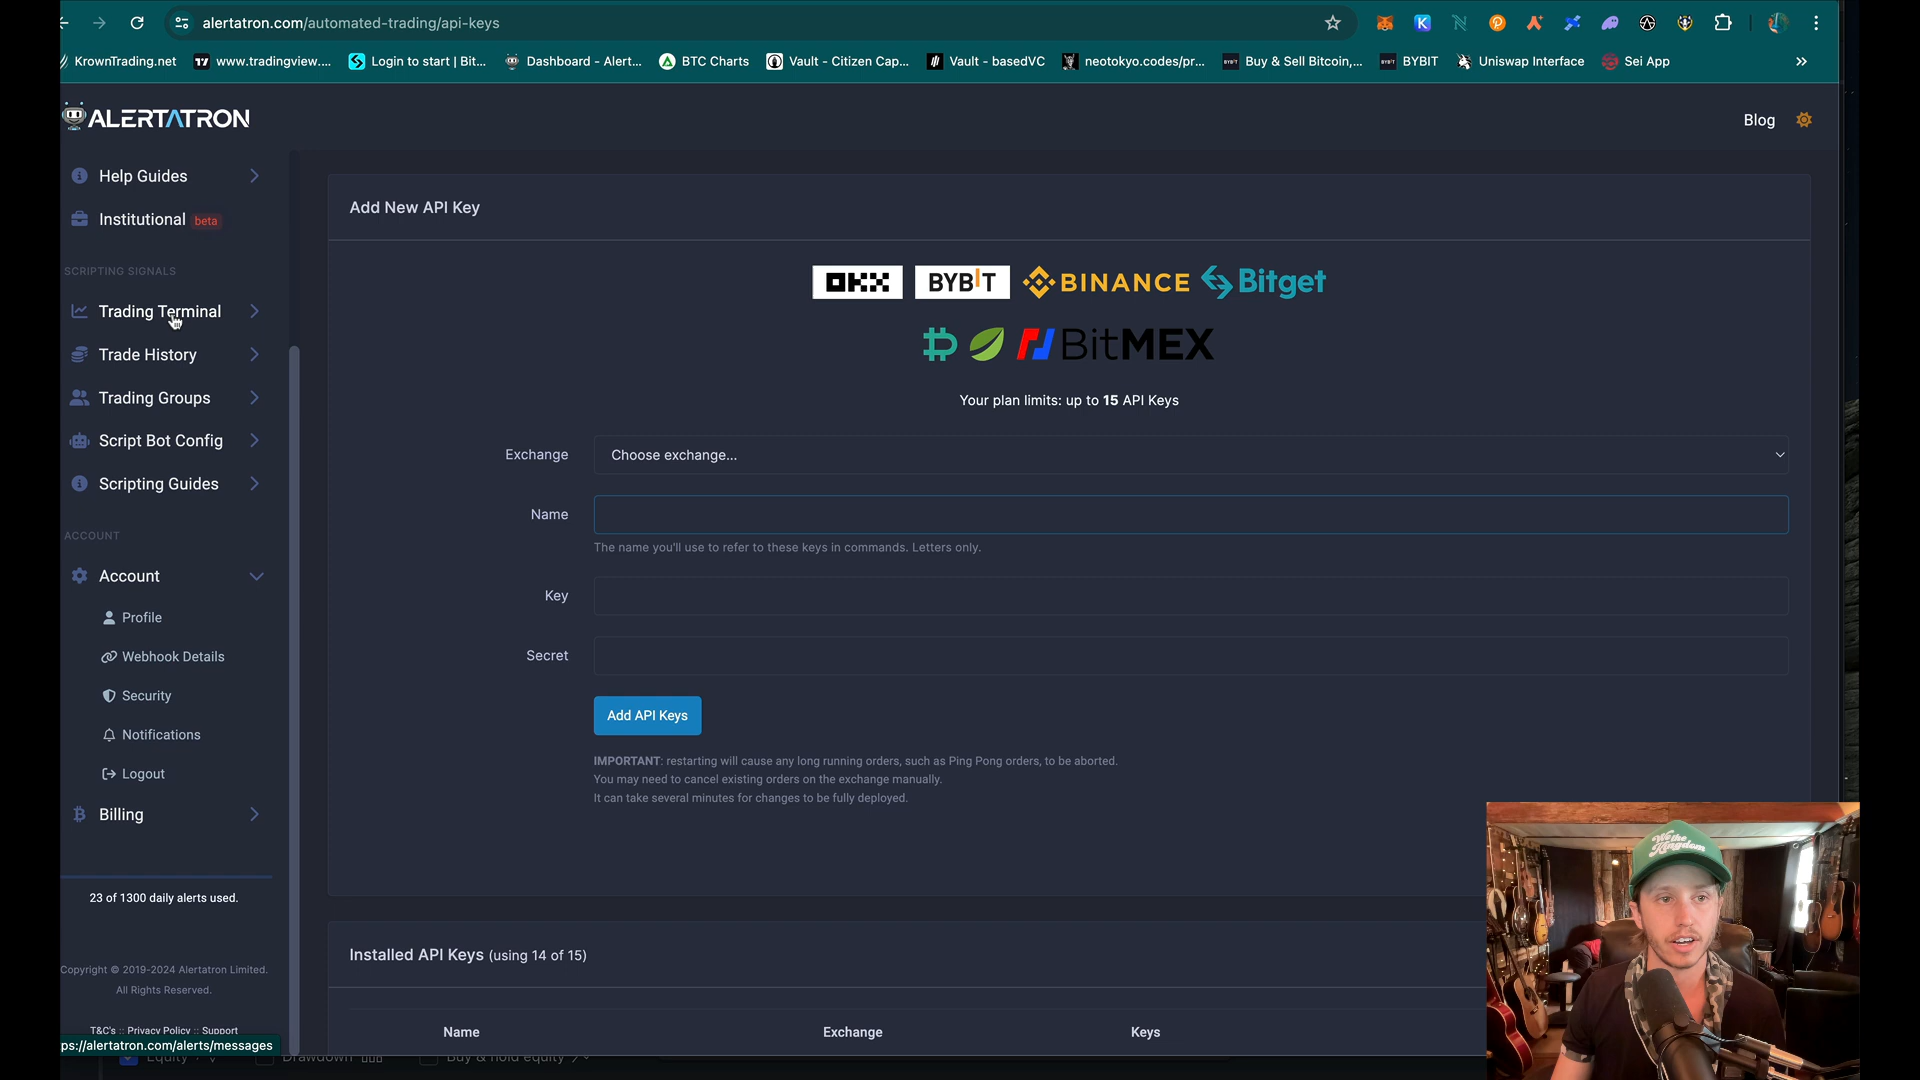 alertatron.com/automated-trading/api-keys
KrownTrading.net
www.tradingview....
Login to start | Bit...
Dashboard - Alert...
BTC Charts
Vault - Citizen Cap...
Vault - basedVC
neotokyo.codes/pr...
Buy & Sell Bitcoin,...
BYBIT
Uniswap Interface
Sei App
ALERTATRON
Blog
Help Guides
Institutional beta
SCRIPTING SIGNALS
Trading Terminal
Trade History
Trading Groups
Script Bot Config
Scripting Guides
ACCOUNT
Account
Profile
Webhook Details
Security
Notifications
Logout
Billing
23 of 1300 daily alerts used.
Copyright © 2019-2024 Alertatron Limited.
All Rights Reserved.
T&C's :: Privacy Policy :: Support
ps://alertatron.com/alerts/messages
Add New API Key
OKX
BYBIT
BINANCE
Bitget
BitMEX
Your plan limits: up to 15 API Keys
Exchange
Choose exchange...
Name
The name you'll use to refer to these keys in commands. Letters only.
Key
Secret
Add API Keys
IMPORTANT: restarting will cause any long running orders, such as Ping Pong orders, to be aborted.
You may need to cancel existing orders on the exchange manually.
It can take several minutes for changes to be fully deployed.
Installed API Keys (using 14 of 15)
Name
Exchange
Keys
Equity
Drawdown
Buy & hold equity
We the
Kingdom